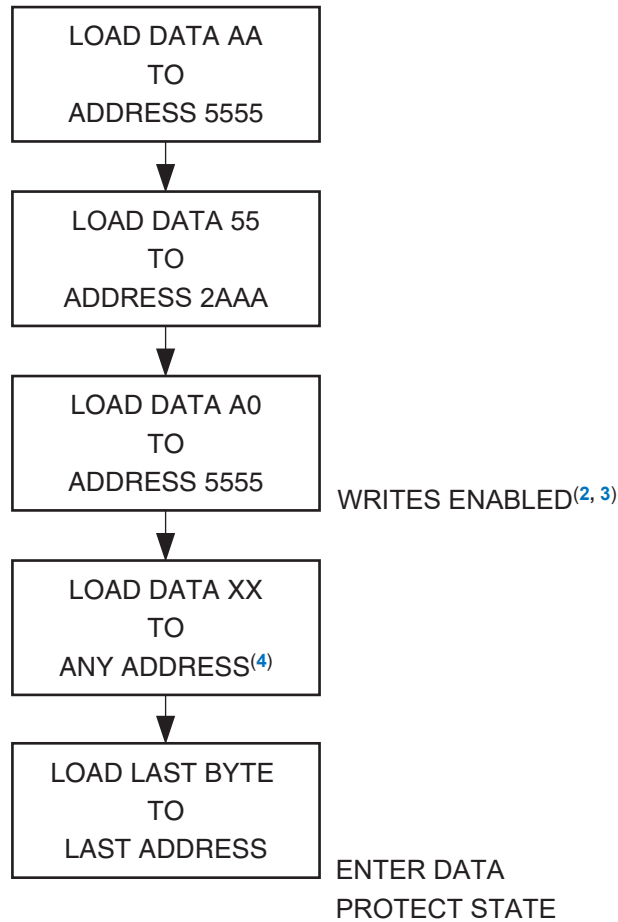 LOAD DATA AA
TO
ADDRESS 5555
LOAD DATA 55
TO
ADDRESS 2AAA
LOAD DATA A0
TO
ADDRESS 5555
WRITES ENABLED(2, 3)
LOAD DATA XX
TO
ANY ADDRESS(4)
LOAD LAST BYTE
TO
LAST ADDRESS
ENTER DATA
PROTECT STATE